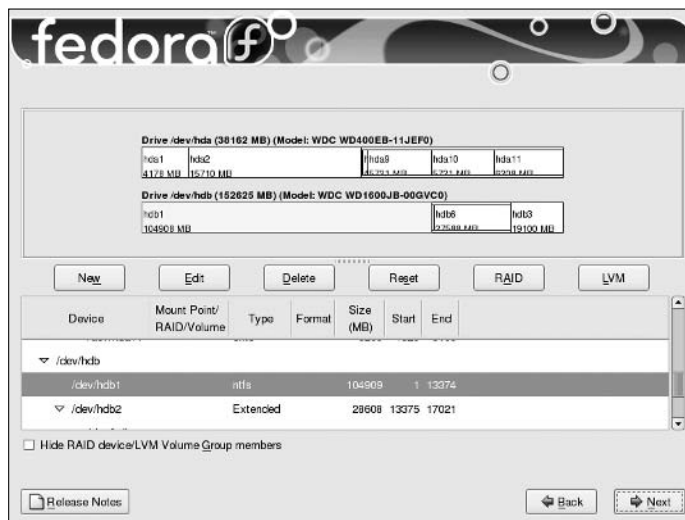 fedora f
Drive /dev/hda (38162 MB) (Model: WDC WD400EB-11JEF0)
hda1 hda2 hda9 hda10 hda11
4178 MB 15710 MB 5721 MB
Drive /dev/hdb (152625 MB) (Model: WDC WD1600JB-00GVC0)
hdb1 hdb6 hdb3
104908 MB 27588 MB 19100 MB
New Edit Delete Reset RAID LVM
Device Mount Point/ RAID/Volume Type Format Size (MB) Start End
/dev/hdb
/dev/hdb1 ntfs 104909 1 13374
/dev/hdb2 Extended 28608 13375 17021
Hide RAID device/LVM Volume Group members
Release Notes Back Next